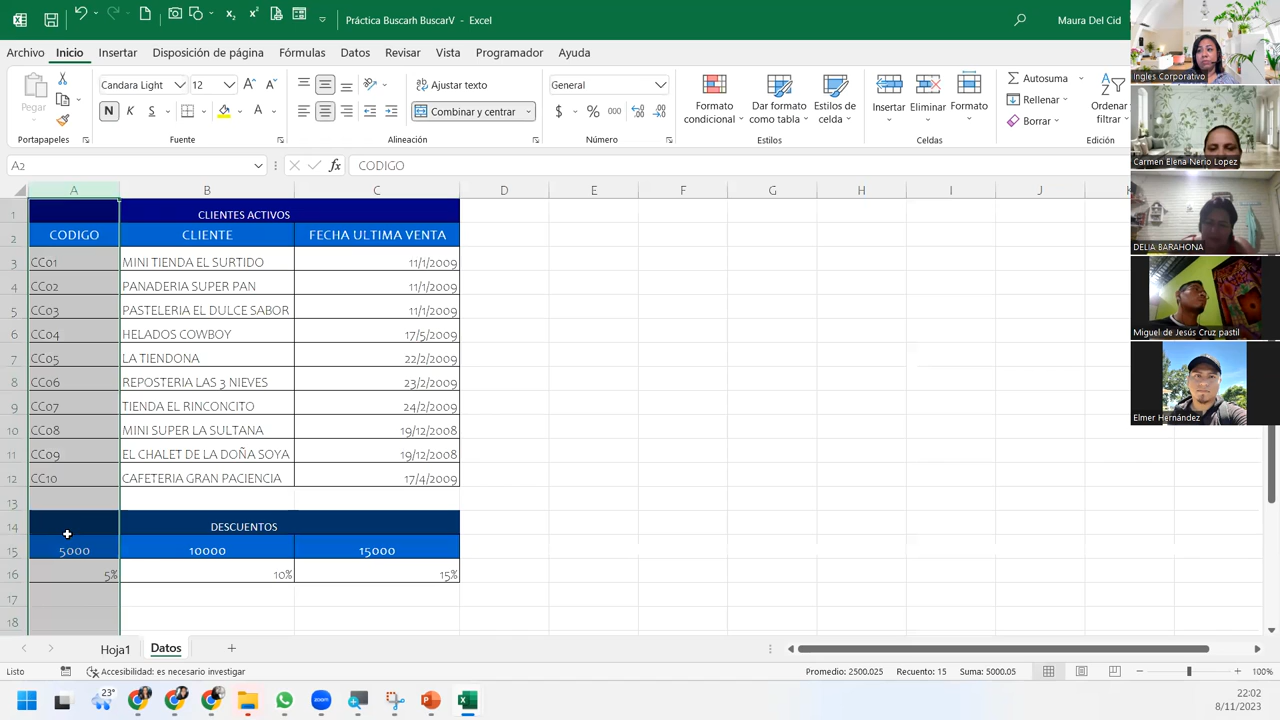 Práctica Buscarh BuscarV - Excel
Maura Del Cid
Archivo Inicio Insertar Disposición de página Fórmulas Datos Revisar Vista Programador Ayuda
Pegar
Candara Light 12
N K S
Ajustar texto
Combinar y centrar
General
$ % 000
Formato condicional
Dar formato como tabla
Estilos de celda
Insertar
Eliminar
Formato
Autosuma
Rellenar
Borrar
Ordenar
filtrar
Portapapeles Fuente Alineación Número Estilos Celdas Edición
A2 fx CODIGO
A B C D E F G H I J K
1 CLIENTES ACTIVOS
2 CODIGO CLIENTE FECHA ULTIMA VENTA
3 CC01 MINI TIENDA EL SURTIDO 11/1/2009
4 CC02 PANADERIA SUPER PAN 11/1/2009
5 CC03 PASTELERIA EL DULCE SABOR 11/1/2009
6 CC04 HELADOS COWBOY 17/5/2009
7 CC05 LA TIENDONA 22/2/2009
8 CC06 REPOSTERIA LAS 3 NIEVES 23/2/2009
9 CC07 TIENDA EL RINCONCITO 24/2/2009
10 CC08 MINI SUPER LA SULTANA 19/12/2008
11 CC09 EL CHALET DE LA DOÑA SOYA 19/12/2008
12 CC10 CAFETERIA GRAN PACIENCIA 17/4/2009
13
14 DESCUENTOS
15 5000 10000 15000
16 5% 10% 15%
17
18
Ingles Corporativo
Carmen Elena Nerio Lopez
DELIA BARAHONA
Miguel de Jesús Cruz pastil
Elmer Hernández
Hoja1 Datos
Listo Accesibilidad: es necesario investigar Promedio: 2500.025 Recuento: 15 Suma: 5000.05 100%
23°
zoom
22:02
8/11/2023